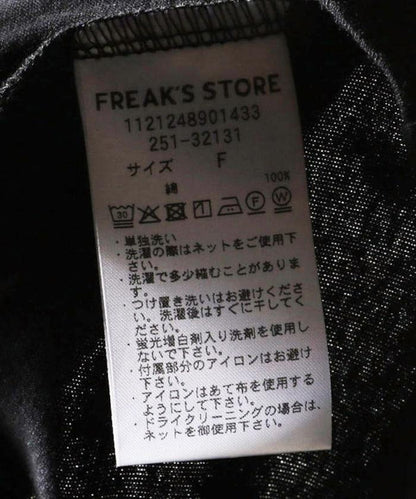 FREAK'S STORE
1121248901433
251-32131
サイズ F
綿 100%
30 F W
・単独洗い
・洗濯の際はネットをご使用下
さい。
・洗濯で多少縮むことがありま
す。
・つけ置き洗いはお避けくださ
い。洗濯後はすぐに干してく
ださい。
・蛍光増白剤入り洗剤を使用し
ないで下さい。
・付属部分のアイロンはお避け
下さい。
・アイロンはあて布を使用する
ようにして下さい。
・ドライクリーニングの場合は、
ネットを御使用下さい。